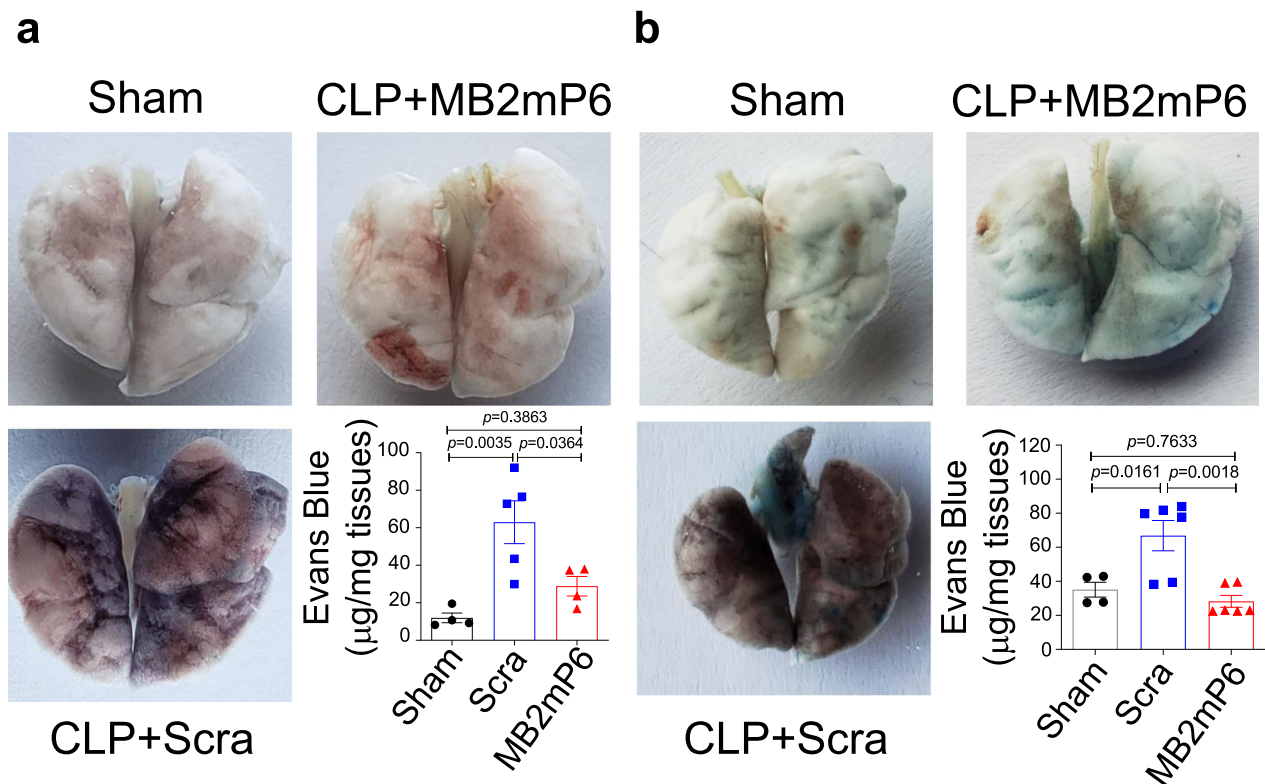 a
Sham
CLP+MB2mP6
CLP+Scra
Evans Blue
(µg/mg tissues)
100
80
60
40
20
0
p=0.3863
p=0.0035
p=0.0364
Sham
Scra
MB2mP6
b
Sham
CLP+MB2mP6
CLP+Scra
Evans Blue
(µg/mg tissues)
120
100
80
60
40
20
0
p=0.7633
p=0.0161
p=0.0018
Sham
Scra
MB2mP6